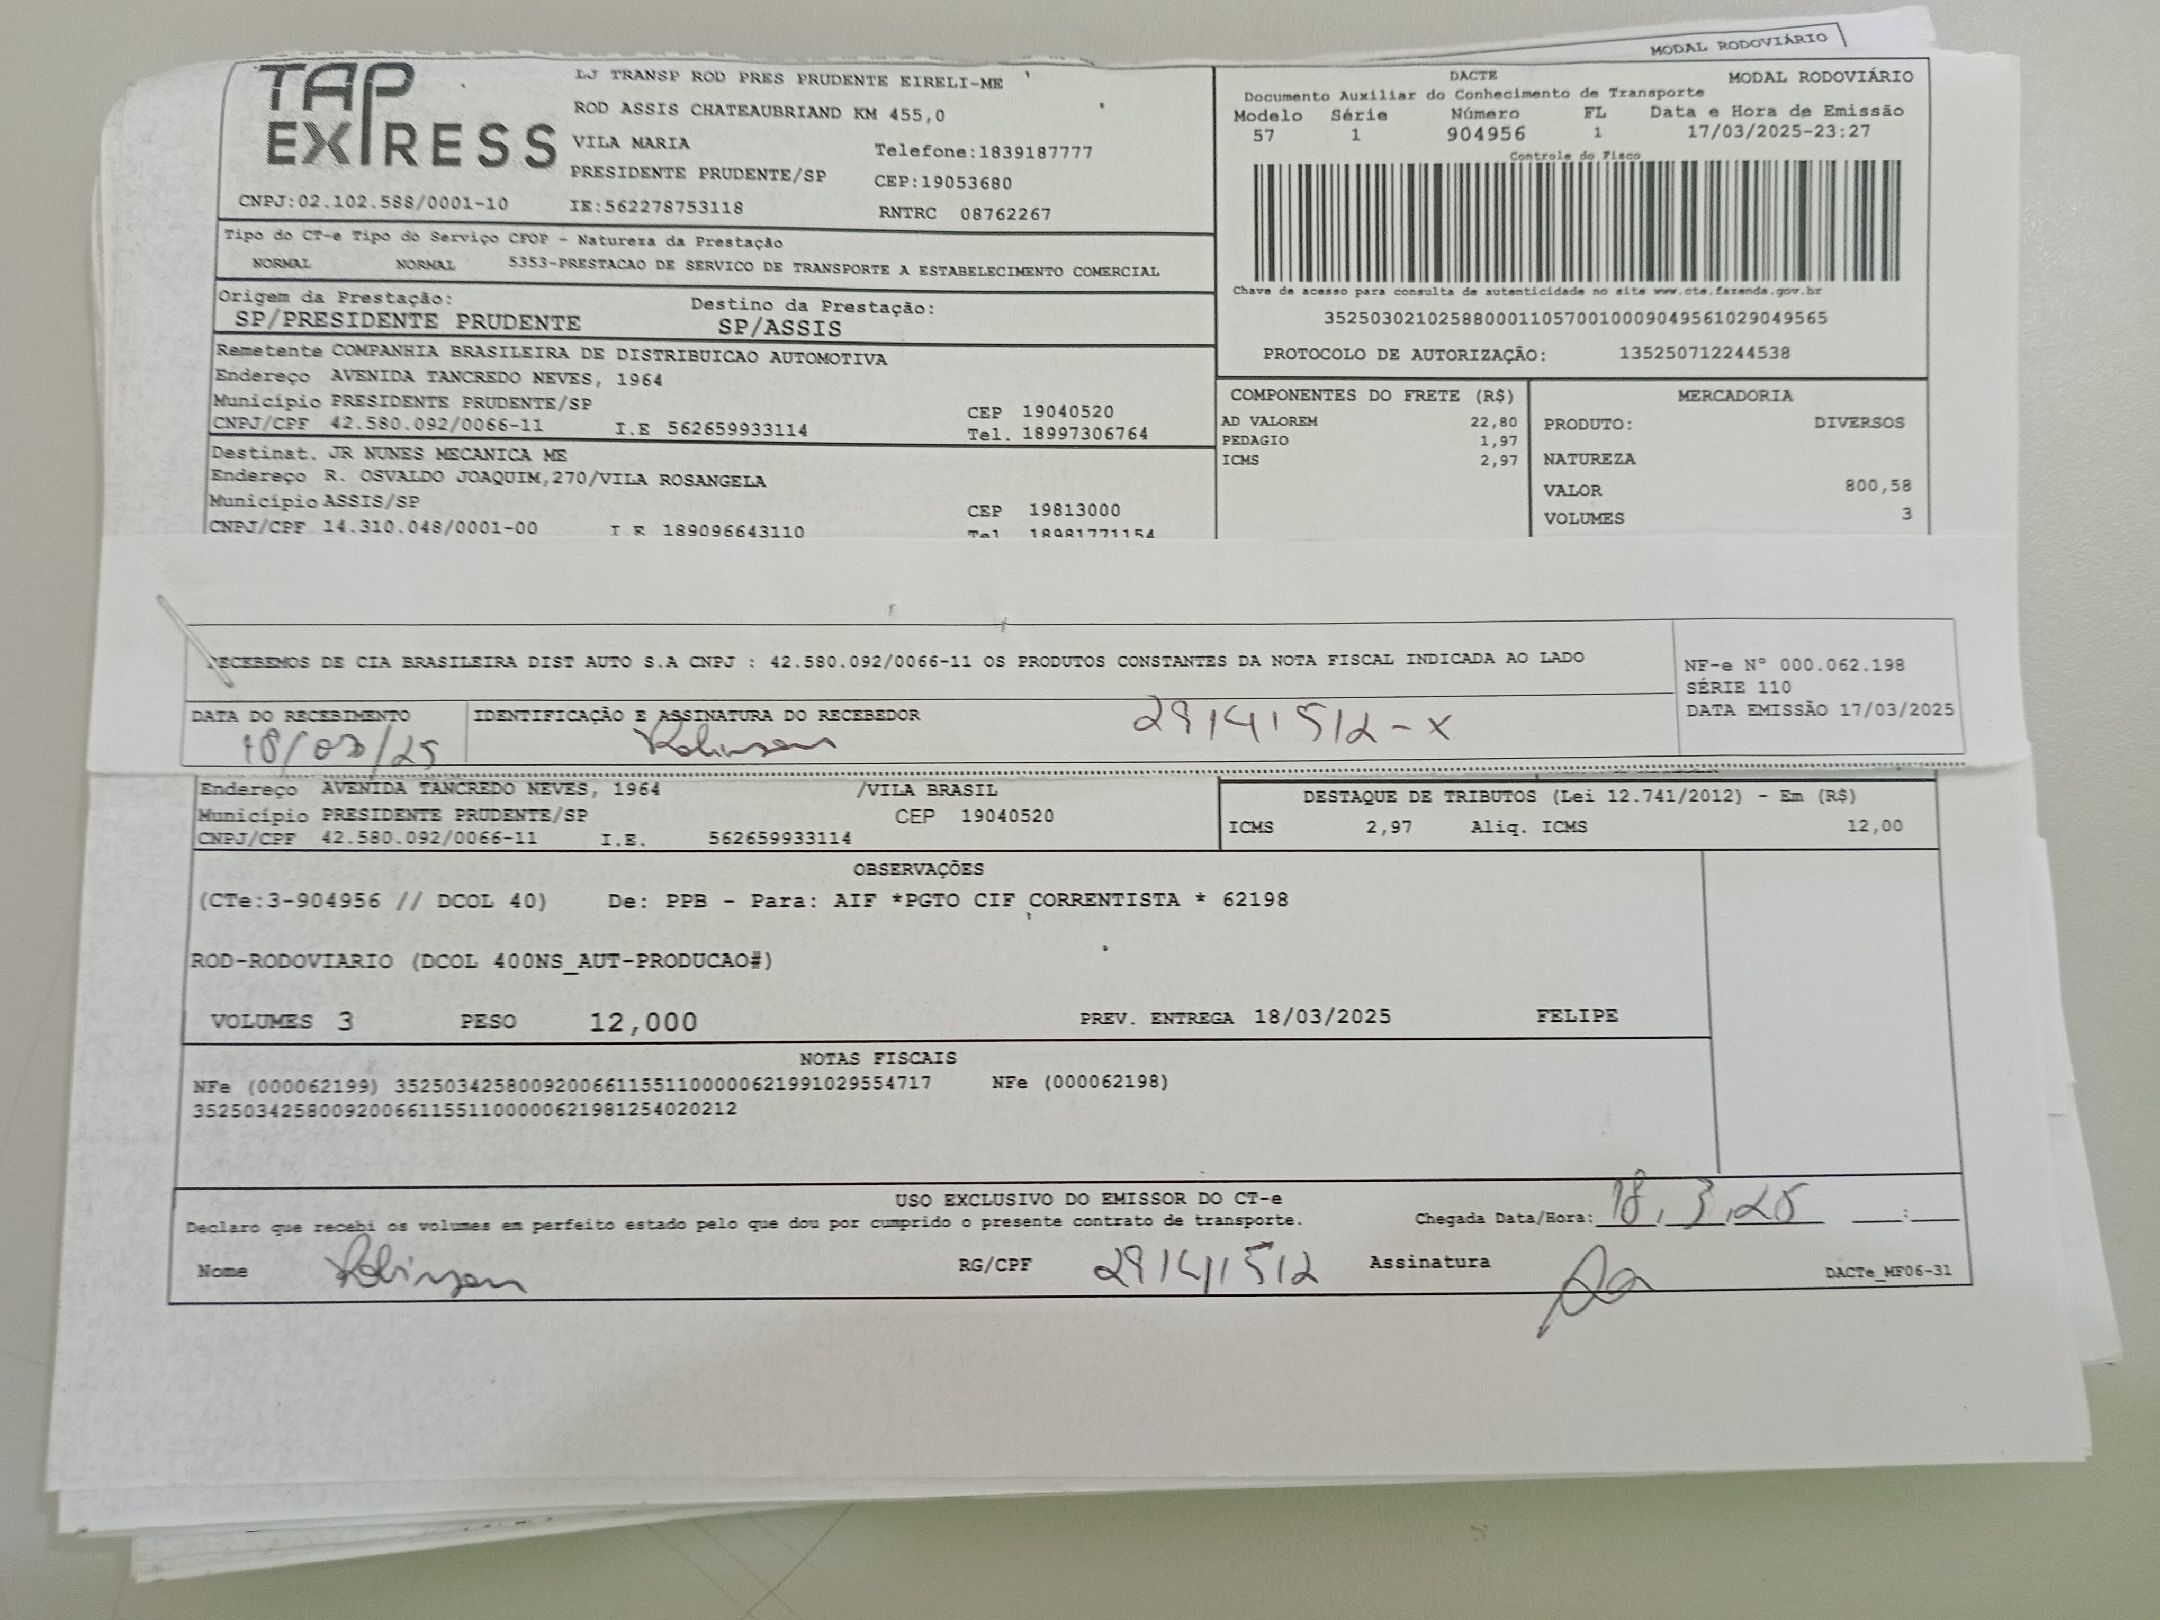 MODAL RODOVIÁRIO
TAP EXPRESS
LJ TRANSP ROD PRES PRUDENTE EIRELI-ME
ROD ASSIS CHATEAUBRIAND KM 455,0
VILA MARIA
Telefone:1839187777
PRESIDENTE PRUDENTE/SP
CEP:19053680
CNPJ:02.102.588/0001-10
IE:562278753118
RNTRC 08762267
DACTE
MODAL RODOVIÁRIO
Documento Auxiliar do Conhecimento de Transporte
Modelo Série Número FL Data e Hora de Emissão
57 1 904956 1 17/03/2025-23:27
Controle do Fisco
Chave de acesso para consulta de autenticidade no site www.cte.fazenda.gov.br
35250302102588000110570010009049561029049565
PROTOCOLO DE AUTORIZAÇÃO: 135250712244538
Tipo do CT-e Tipo do Serviço CFOP - Natureza da Prestação
NORMAL NORMAL 5353-PRESTACAO DE SERVICO DE TRANSPORTE A ESTABELECIMENTO COMERCIAL
Origem da Prestação: Destino da Prestação:
SP/PRESIDENTE PRUDENTE SP/ASSIS
Remetente COMPANHIA BRASILEIRA DE DISTRIBUICAO AUTOMOTIVA
Endereço AVENIDA TANCREDO NEVES, 1964
Município PRESIDENTE PRUDENTE/SP CEP 19040520
CNPJ/CPF 42.580.092/0066-11 I.E 562659933114 Tel. 18997306764
Destinat. JR NUNES MECANICA ME
Endereço R. OSVALDO JOAQUIM,270/VILA ROSANGELA
Município ASSIS/SP CEP 19813000
CNPJ/CPF 14.310.048/0001-00 I.E 189096643110 Tel 18981771154
COMPONENTES DO FRETE (R$)
AD VALOREM 22,80
PEDAGIO 1,97
ICMS 2,97
MERCADORIA
PRODUTO: DIVERSOS
NATUREZA
VALOR 800,58
VOLUMES 3
RECEBEMOS DE CIA BRASILEIRA DIST AUTO S.A CNPJ : 42.580.092/0066-11 OS PRODUTOS CONSTANTES DA NOTA FISCAL INDICADA AO LADO
NF-e Nº 000.062.198
SÉRIE 110
DATA EMISSÃO 17/03/2025
DATA DO RECEBIMENTO
18/03/25
IDENTIFICAÇÃO E ASSINATURA DO RECEBEDOR
Robinson
29141512-X
Endereço AVENIDA TANCREDO NEVES, 1964 /VILA BRASIL
Município PRESIDENTE PRUDENTE/SP CEP 19040520
CNPJ/CPF 42.580.092/0066-11 I.E. 562659933114
DESTAQUE DE TRIBUTOS (Lei 12.741/2012) - Em (R$)
ICMS 2,97 Aliq. ICMS 12,00
OBSERVAÇÕES
(CTe:3-904956 // DCOL 40) De: PPB - Para: AIF *PGTO CIF CORRENTISTA * 62198
ROD-RODOVIARIO (DCOL 400NS_AUT-PRODUCAO#)
VOLUMES 3 PESO 12,000 PREV. ENTREGA 18/03/2025 FELIPE
NOTAS FISCAIS
NFe (000062199) 35250342580092006611551100000621991029554717 NFe (000062198)
35250342580092006611551100000621981254020212
USO EXCLUSIVO DO EMISSOR DO CT-e
Declaro que recebi os volumes em perfeito estado pelo que dou por cumprido o presente contrato de transporte.
Chegada Data/Hora: 18,3,25 :
Nome Robinson RG/CPF 29141512 Assinatura
DACTe_MF06-31